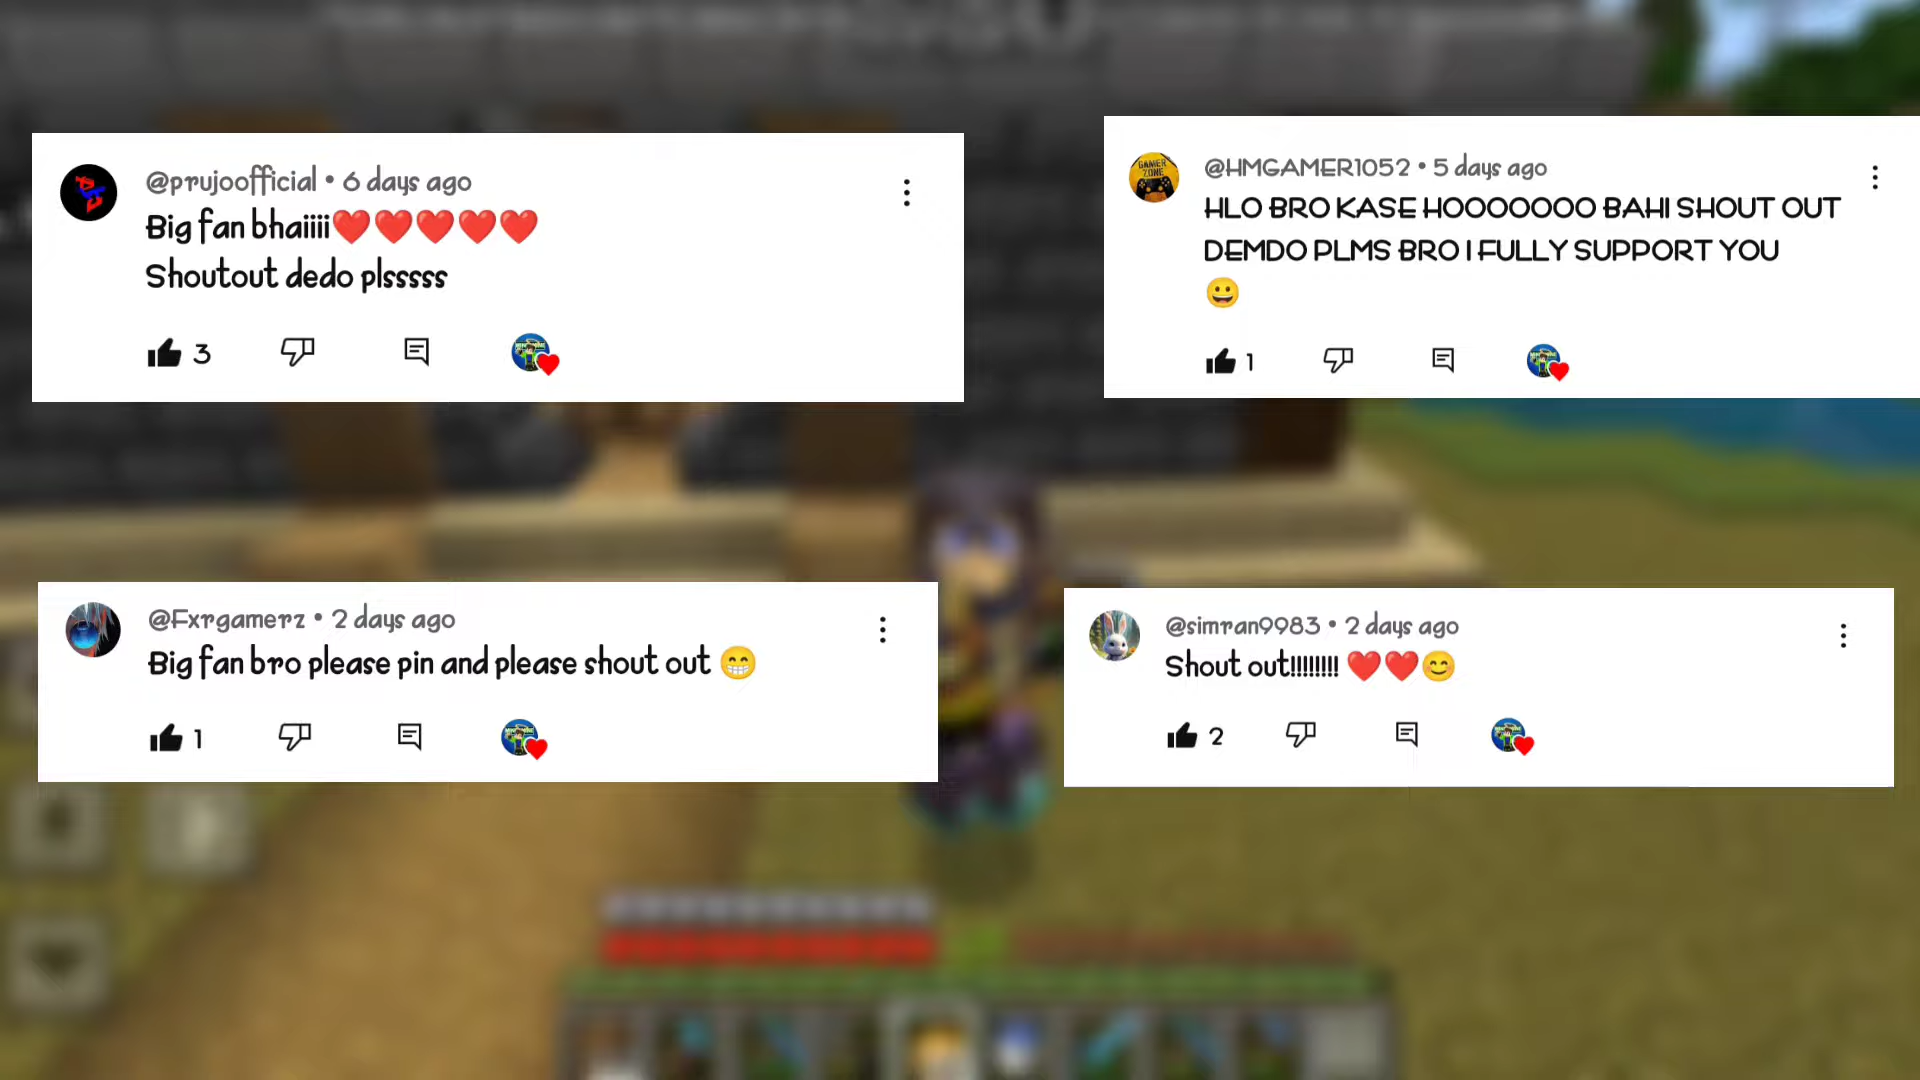 @prujoofficial • 6 days ago
Big fan bhaiiii❤️❤️❤️❤️❤️
Shoutout dedo plsssss
3
@HMGAMER1052 • 5 days ago
HLO BRO KASE HOOOOOOO BAHI SHOUT OUT
DEMDO PLMS BRO I FULLY SUPPORT YOU
😀
1
GAMER
ZONE
@Fxrgamerz • 2 days ago
Big fan bro please pin and please shout out 😁
1
@simran9983 • 2 days ago
Shout out!!!!!!!! ❤️❤️😊
2